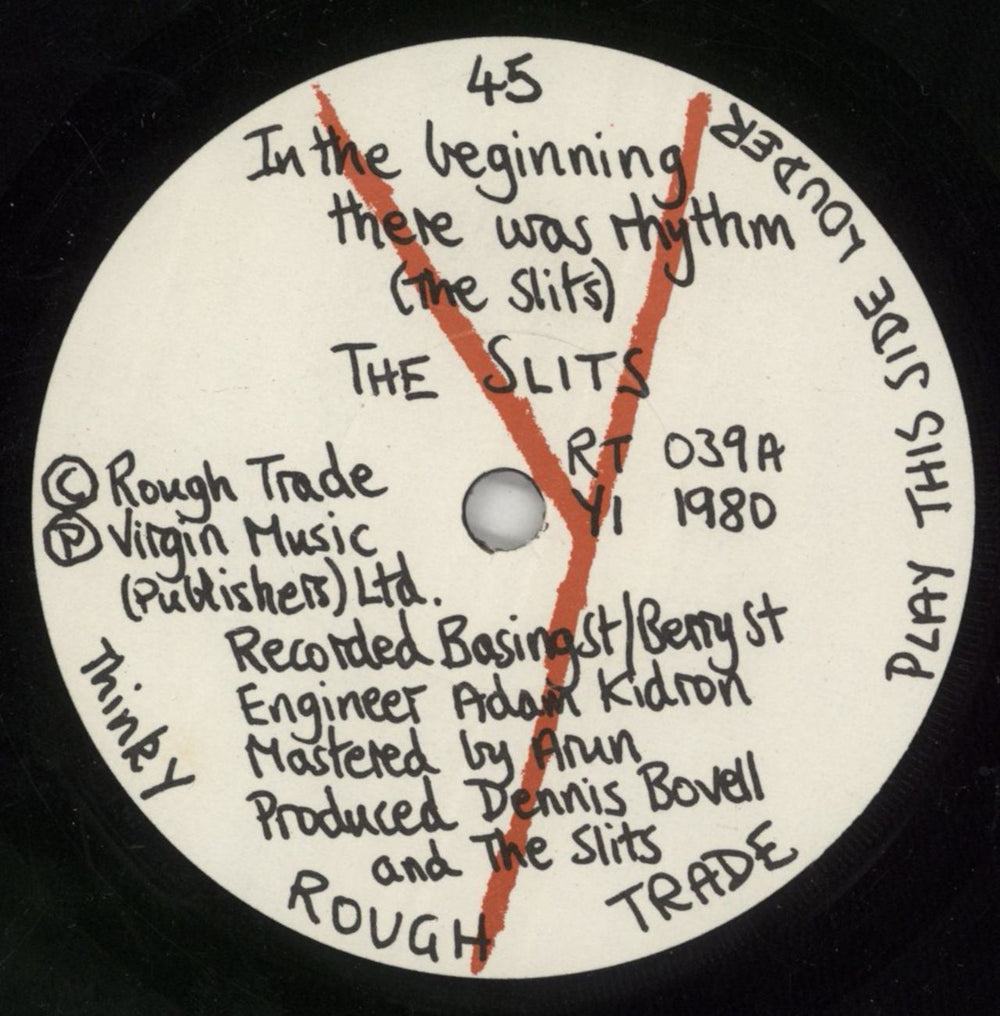 45
In the beginning
there was rhythm
(The Slits)
THE SLITS
RT 039A
Y1 1980
© Rough Trade
Ⓟ Virgin Music
(Publishers) Ltd.
Recorded Basing St/Berry St
Engineer Adam Kidron
Mastered by Arun
Produced Dennis Bovell
and The Slits
ROUGH TRADE
Thinky
PLAY THIS SIDE LOUDER